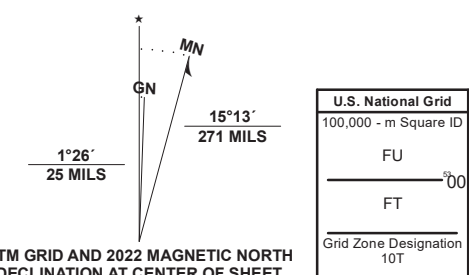 ★
MN
GN
15°13´
271 MILS
1°26´
25 MILS
TM GRID AND 2022 MAGNETIC NORTH
DECLINATION AT CENTER OF SHEET
U.S. National Grid
100,000 - m Square ID
FU
5300
FT
Grid Zone Designation
10T